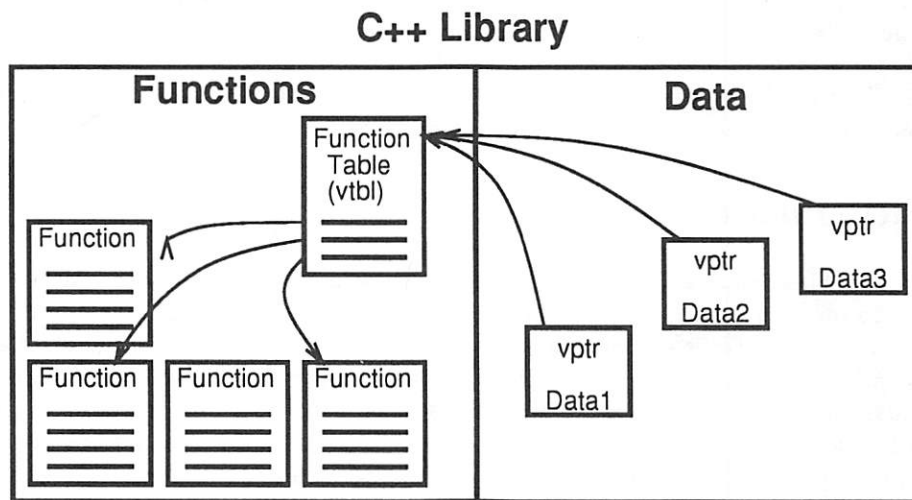 C++ Library
Functions
Data
Function
Table
(vtbl)
Function
Function
Function
Function
vptr
Data1
vptr
Data2
vptr
Data3